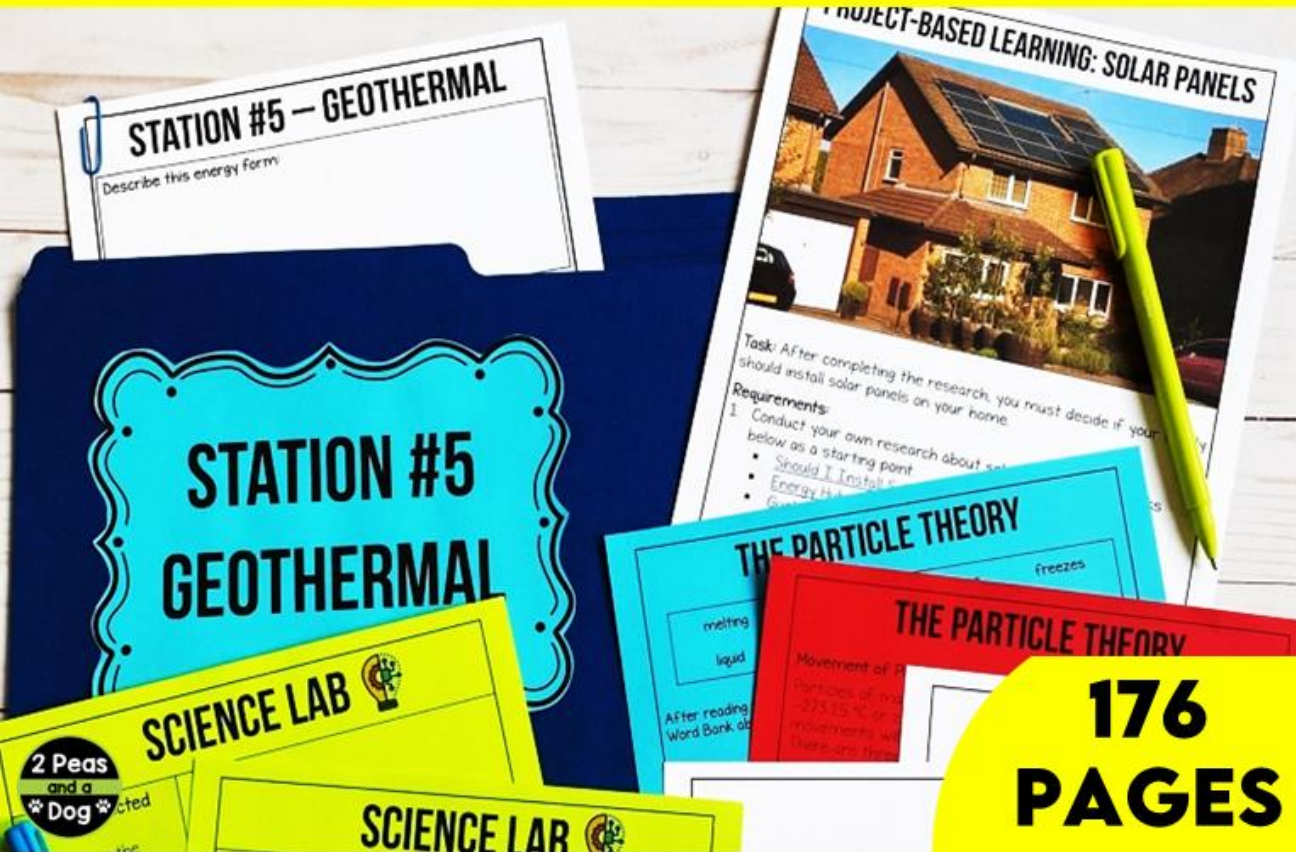 STATION #5 – GEOTHERMAL
Describe this energy form:
PROJECT-BASED LEARNING: SOLAR PANELS
Task: After completing the research, you must decide if your
should install solar panels on your home.
Requirements:
1. Conduct your own research about
below as a starting point
Should I Install
Energy
STATION #5
GEOTHERMAL
THE PARTICLE THEORY
freezes
melting
liquid
After reading
Word Bank
THE PARTICLE THEORY
Movement of
Particles of
-273.15 °C or
movements
There are
SCIENCE LAB
SCIENCE LAB
2 Peas
and a
Dog
176
PAGES